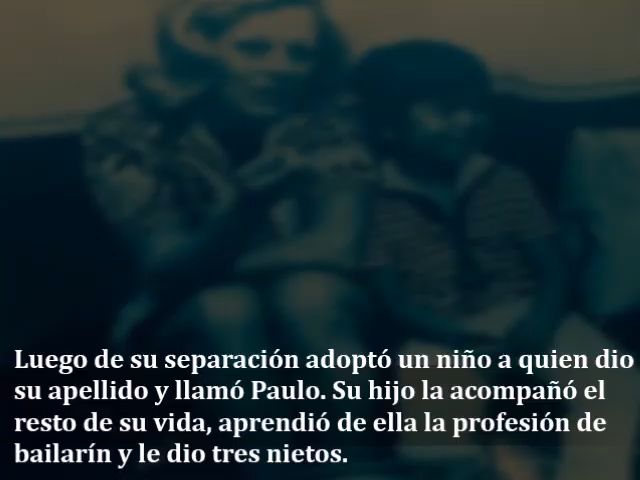 Luego de su separación adoptó un niño a quien dio
su apellido y llamó Paulo. Su hijo la acompañó el
resto de su vida, aprendió de ella la profesión de
bailarín y le dio tres nietos.